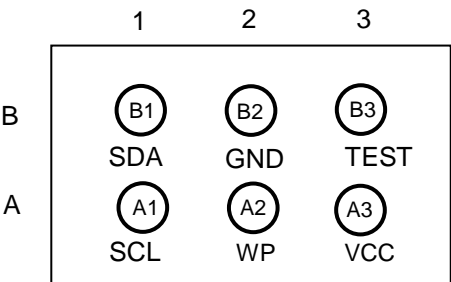 1 2 3
B B1 B2 B3
SDA GND TEST
A A1 A2 A3
SCL WP VCC